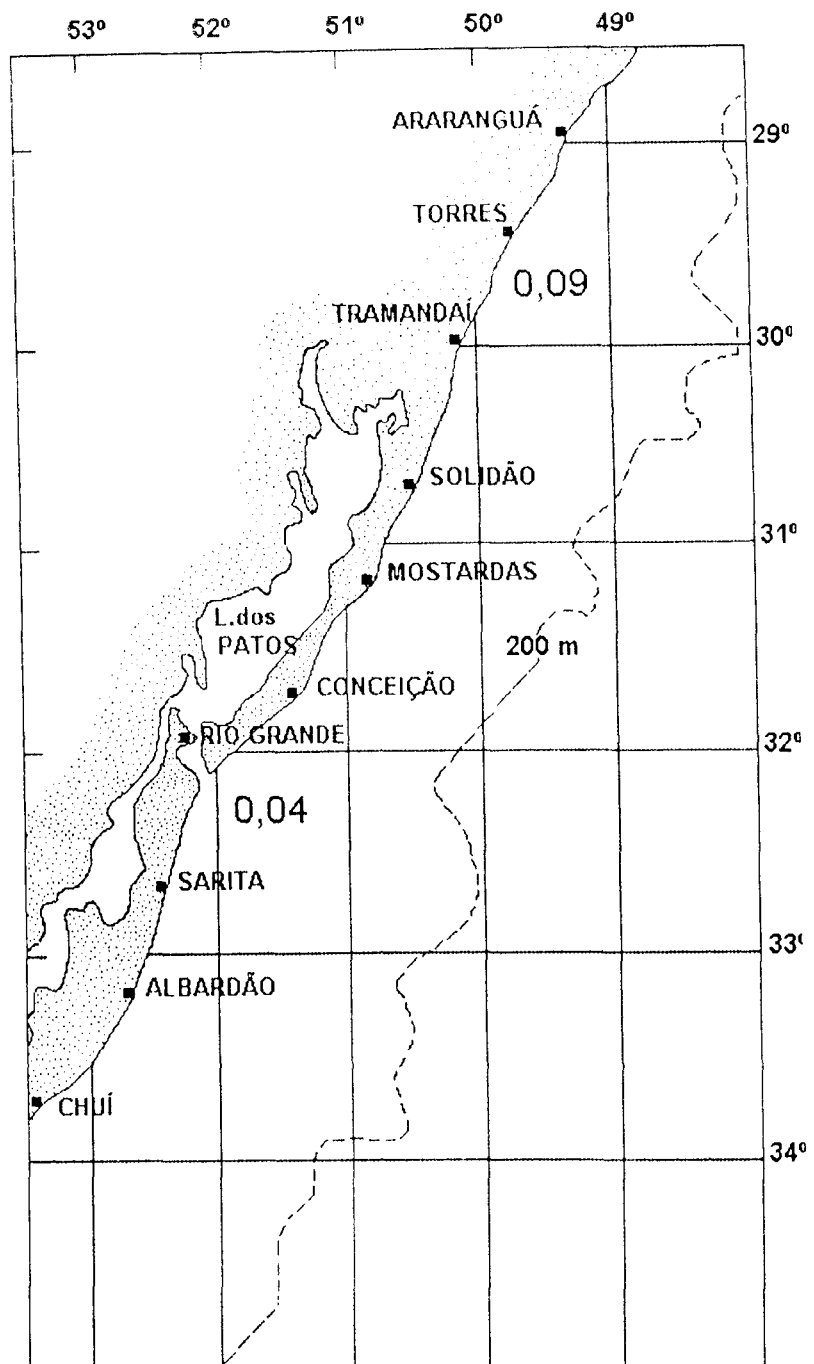 53º 52º 51º 50º 49º
ARARANGUÁ
29º
TORRES
0,09
TRAMANDAÍ
30º
SOLIDÃO
31º
MOSTARDAS
L.dos
PATOS
200 m
CONCEIÇÃO
RIO GRANDE
32º
0,04
SARITA
33º
ALBARDÃO
CHUÍ
34º